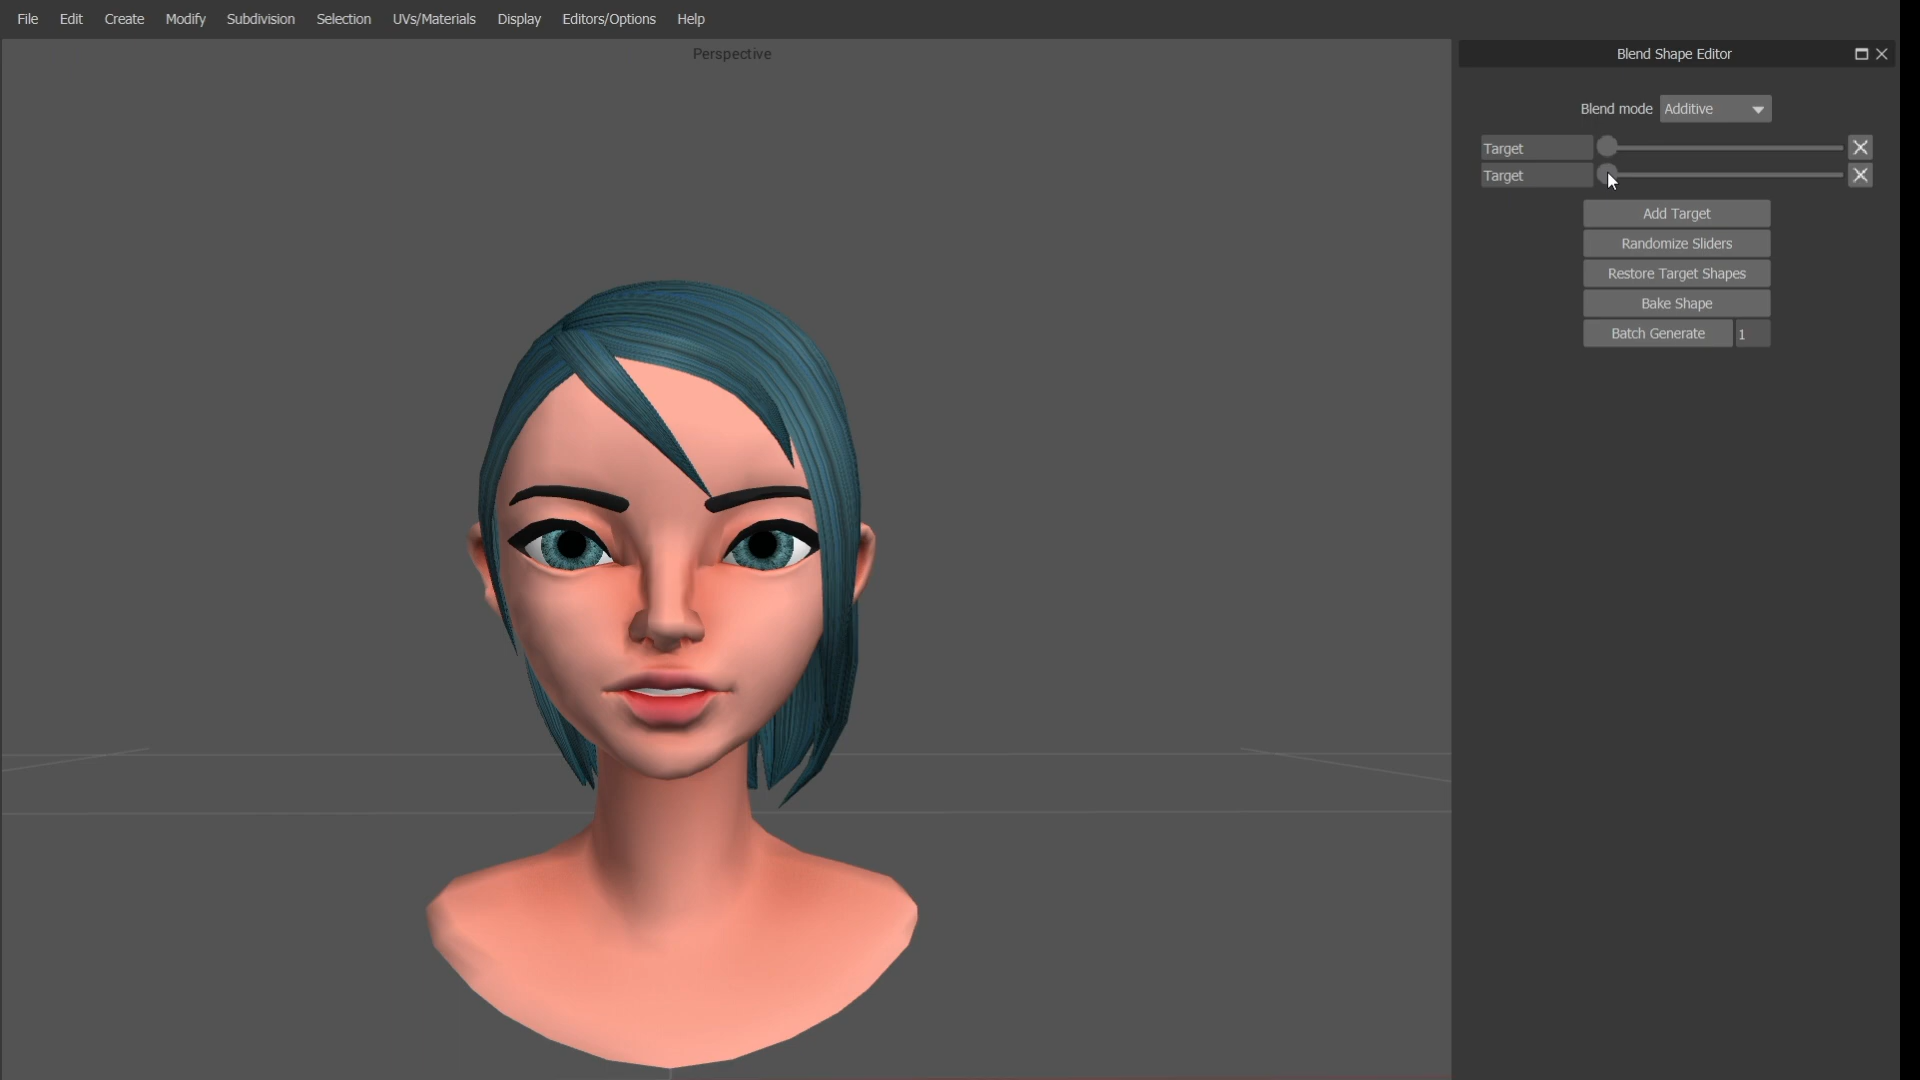 File Edit Create Modify Subdivision Selection UVs/Materials Display Editors/Options Help
Perspective
Blend Shape Editor
Blend mode Additive
Target
Target
Add Target
Randomize Sliders
Restore Target Shapes
Bake Shape
Batch Generate 1